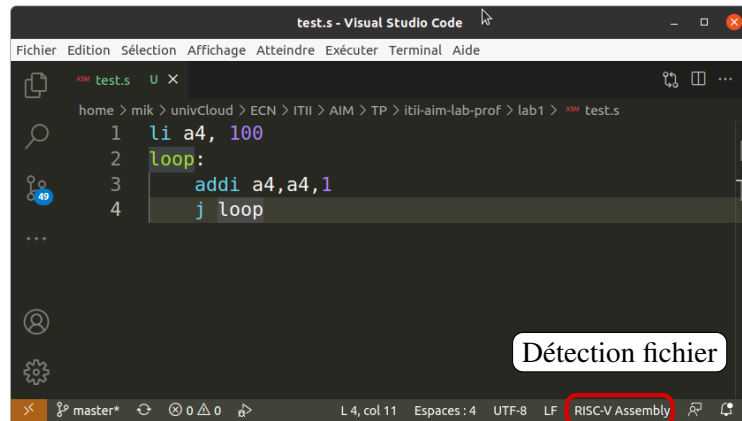 test.s - Visual Studio Code
Fichier Edition Sélection Affichage Atteindre Exécuter Terminal Aide
ASM test.s U
home > mik > univCloud > ECN > ITII > AIM > TP > itii-aim-lab-prof > lab1 > ASM test.s
1 li a4, 100
2 loop:
3 addi a4,a4,1
4 j loop
49
Détection fichier
master* 0 0 L 4, col 11 Espaces : 4 UTF-8 LF RISC-V Assembly